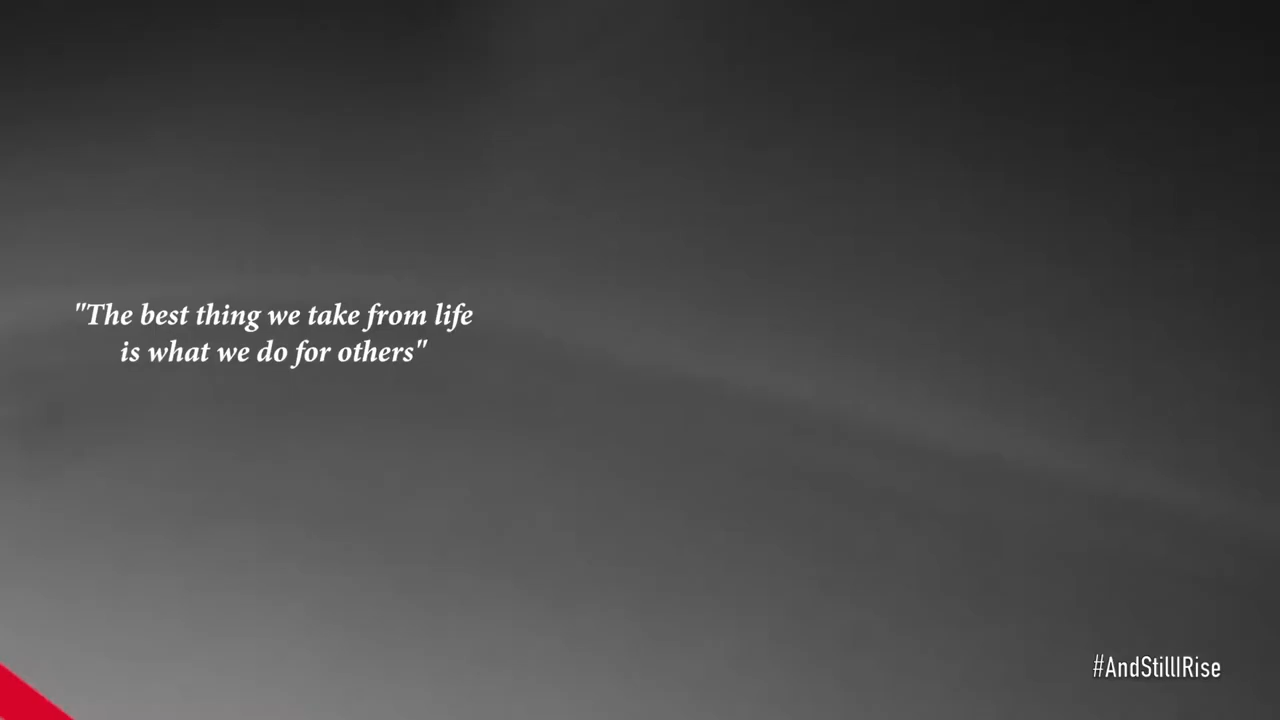 "The best thing we take from life
is what we do for others"
#AndStillIRise